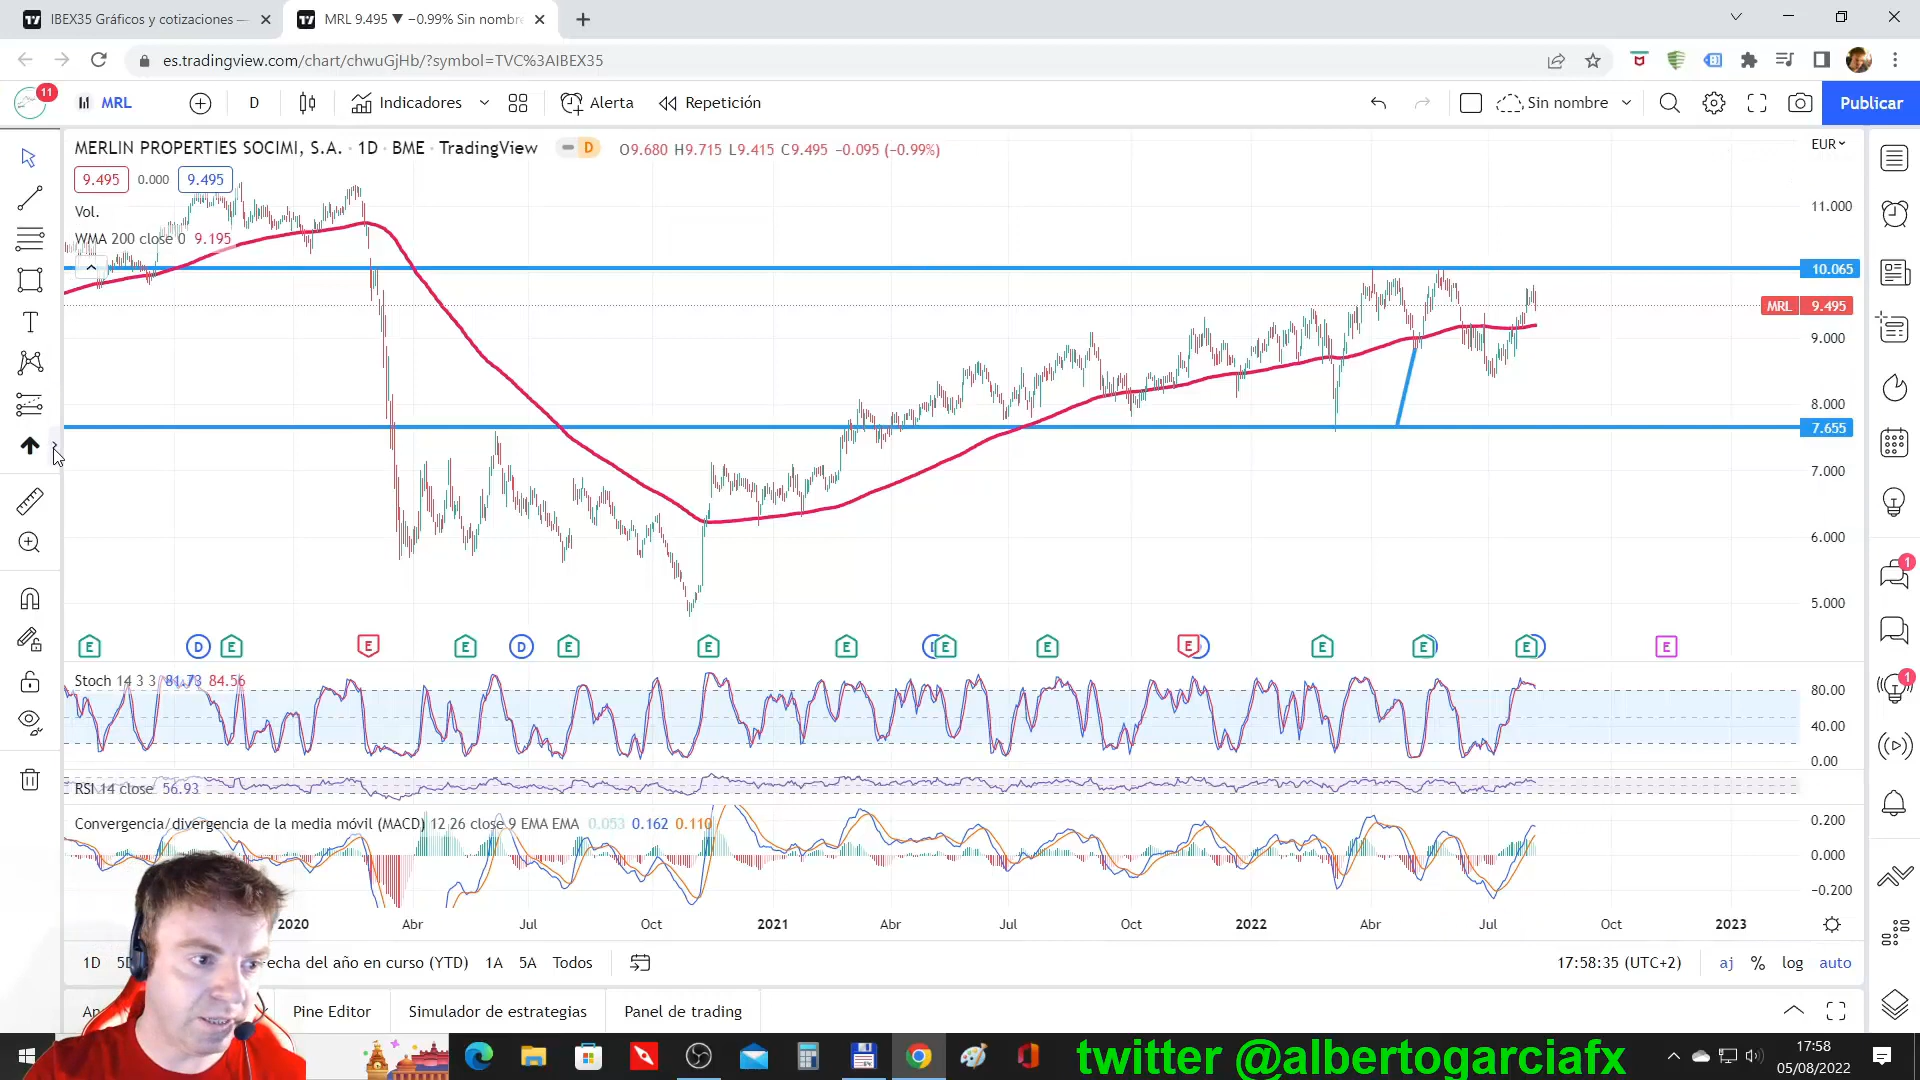 IBEX35 Gráficos y cotizaciones —
MRL 9.495 ▼ −0.99% Sin nombre
es.tradingview.com/chart/chwuGjHb/?symbol=TVC%3AIBEX35
11
MRL
D
Indicadores
Alerta
Repetición
Sin nombre
Publicar
MERLIN PROPERTIES SOCIMI, S.A. · 1D · BME · TradingView
D
O9.680 H9.715 L9.415 C9.495 −0.095 (−0.99%)
EUR
9.495 0.000 9.495
Vol.
WMA 200 close 0 9.195
11.000
10.065
MRL 9.495
9.000
8.000
7.655
7.000
6.000
5.000
E D E E E D E E E E E E E E E E
Stoch 14 3 3 81.73 84.56
80.00
40.00
0.00
RSI 14 close 56.93
Convergencia/divergencia de la media móvil (MACD) 12 26 close 9 EMA EMA 0.053 0.162 0.110
0.200
0.000
−0.200
2020 Abr Jul Oct 2021 Abr Jul Oct 2022 Abr Jul Oct 2023
1D
echa del año en curso (YTD) 1A 5A Todos
17:58:35 (UTC+2)
aj % log auto
Pine Editor
Simulador de estrategias
Panel de trading
1
1
twitter @albertogarciafx
17:58
05/08/2022